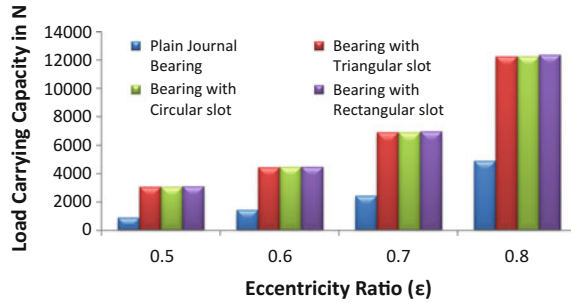 Load Carrying Capacity in N
14000
12000
10000
8000
6000
4000
2000
0
Plain Journal
Bearing
Bearing with
Triangular slot
Bearing with
Circular slot
Bearing with
Rectangular slot
0.5
0.6
0.7
0.8
Eccentricity Ratio (ε)